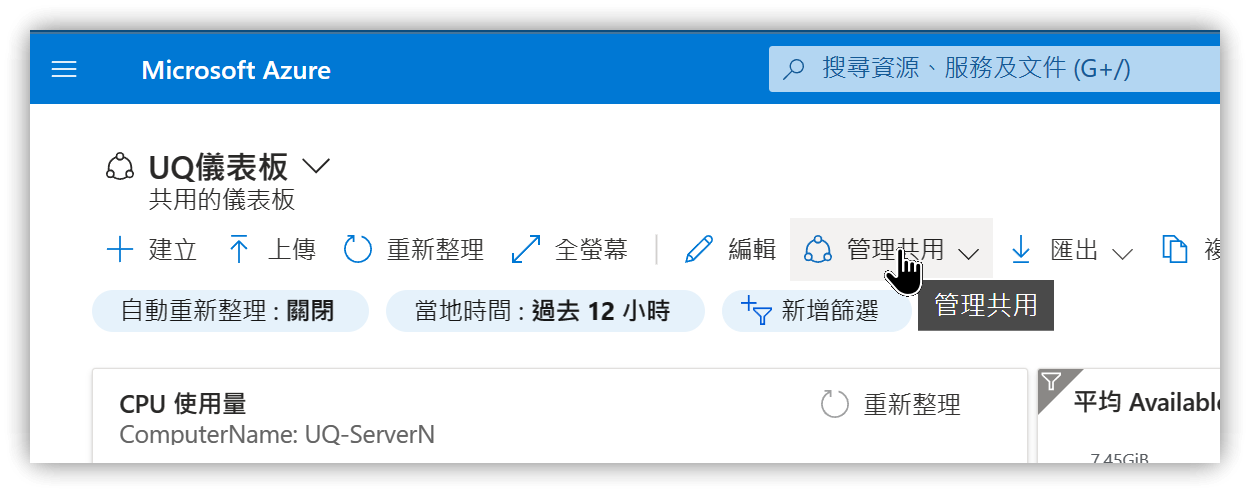 Microsoft Azure 搜尋資源、服務及文件 (G+/)
UQ儀表板
共用的儀表板
建立 上傳 重新整理 全螢幕 編輯 管理共用 匯出
自動重新整理 : 關閉 當地時間 : 過去 12 小時 新增篩選 管理共用
CPU 使用量 重新整理 平均 Available
ComputerName: UQ-ServerN
7.45GiB